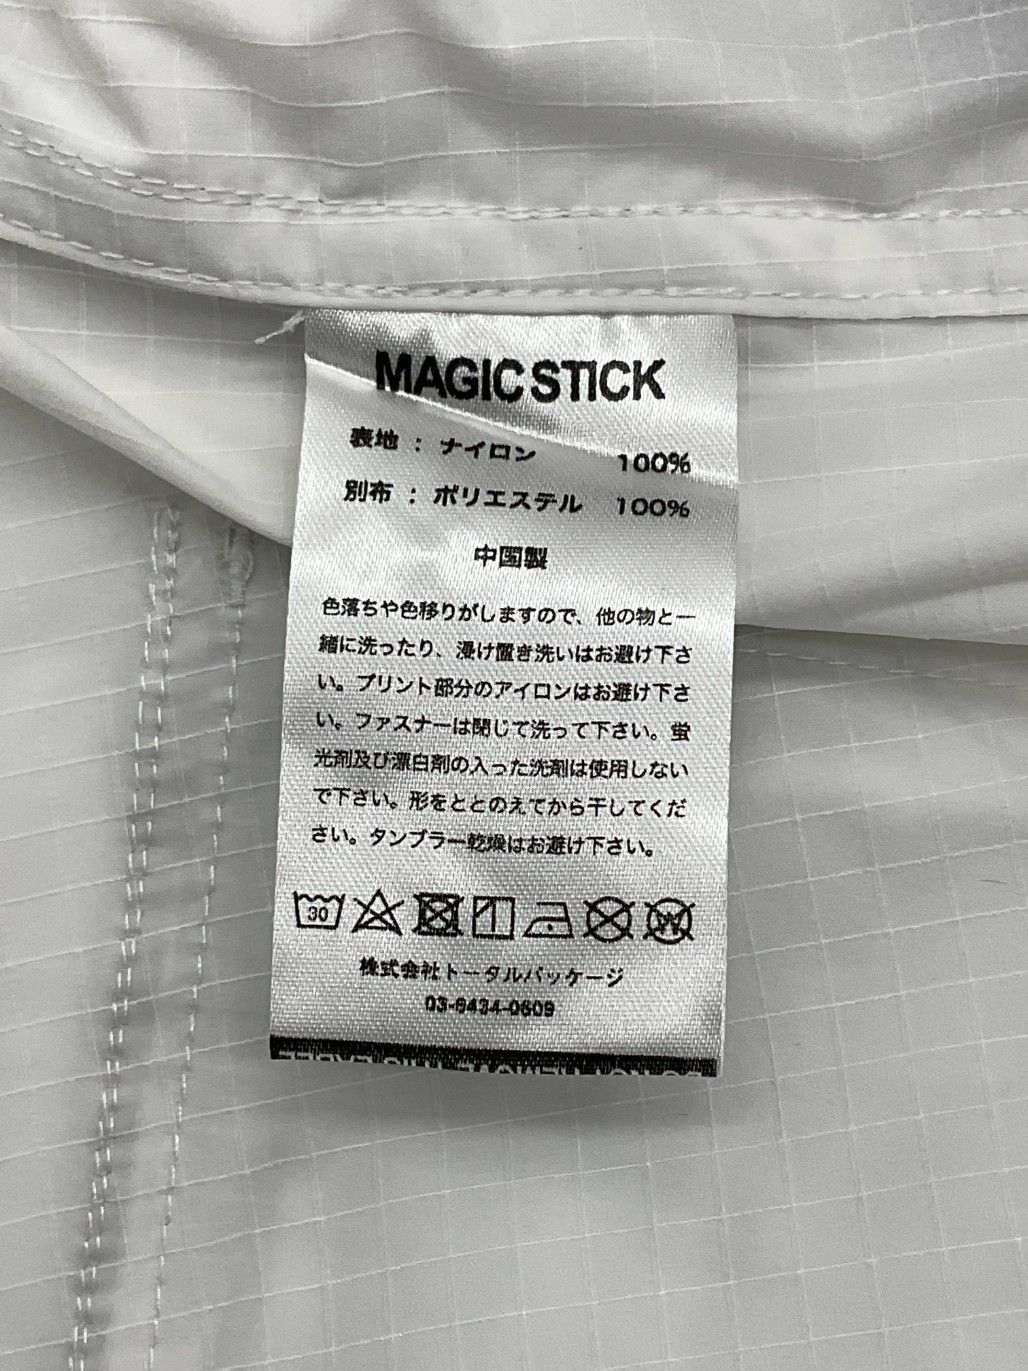 MAGIC STICK
表地 : ナイロン 100%
別布 : ポリエステル 100%
中国製
色落ちや色移りがしますので、他の物と一
緒に洗ったり、浸け置き洗いはお避け下さ
い。プリント部分のアイロンはお避け下さ
い。ファスナーは閉じて洗って下さい。蛍
光剤及び漂白剤の入った洗剤は使用しない
で下さい。形をととのえてから干してくだ
さい。タンブラー乾燥はお避け下さい。
30 W
株式会社トータルパッケージ
03-6434-0609